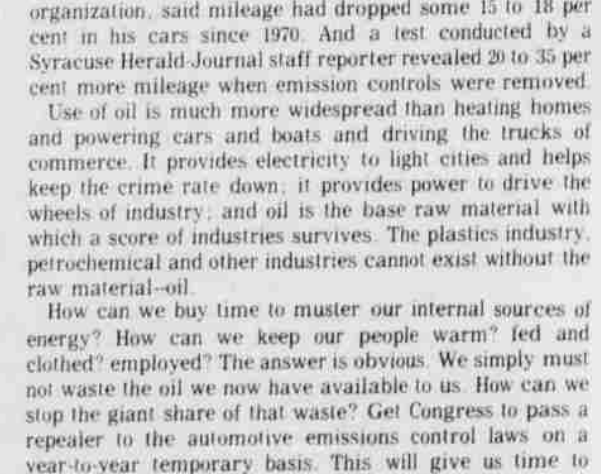 organization, said mileage had dropped some 15 to 18 per
cent in his cars since 1970. And a test conducted by a
Syracuse Herald-Journal staff reporter revealed 20 to 35 per
cent more mileage when emission controls were removed.
Use of oil is much more widespread than heating homes
and powering cars and boats and driving the trucks of
commerce. It provides electricity to light cities and helps
keep the crime rate down; it provides power to drive the
wheels of industry; and oil is the base raw material with
which a score of industries survives. The plastics industry,
petrochemical and other industries cannot exist without the
raw material--oil.
How can we buy time to muster our internal sources of
energy? How can we keep our people warm? fed and
clothed? employed? The answer is obvious. We simply must
not waste the oil we now have available to us. How can we
stop the giant share of that waste? Get Congress to pass a
repealer to the automotive emissions control laws on a
year-to-year temporary basis. This will give us time to